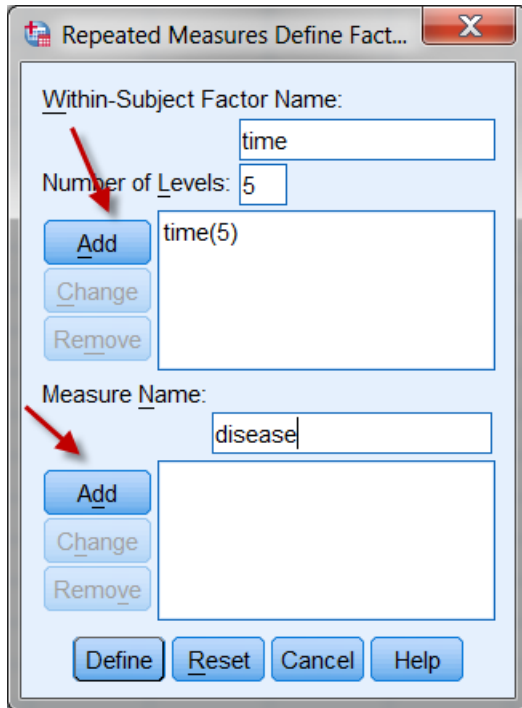 Repeated Measures Define Fact...
Within-Subject Factor Name:
time
Number of Levels: 5
Add
time(5)
Change
Remove
Measure Name:
disease
Add
Change
Remove
Define Reset Cancel Help